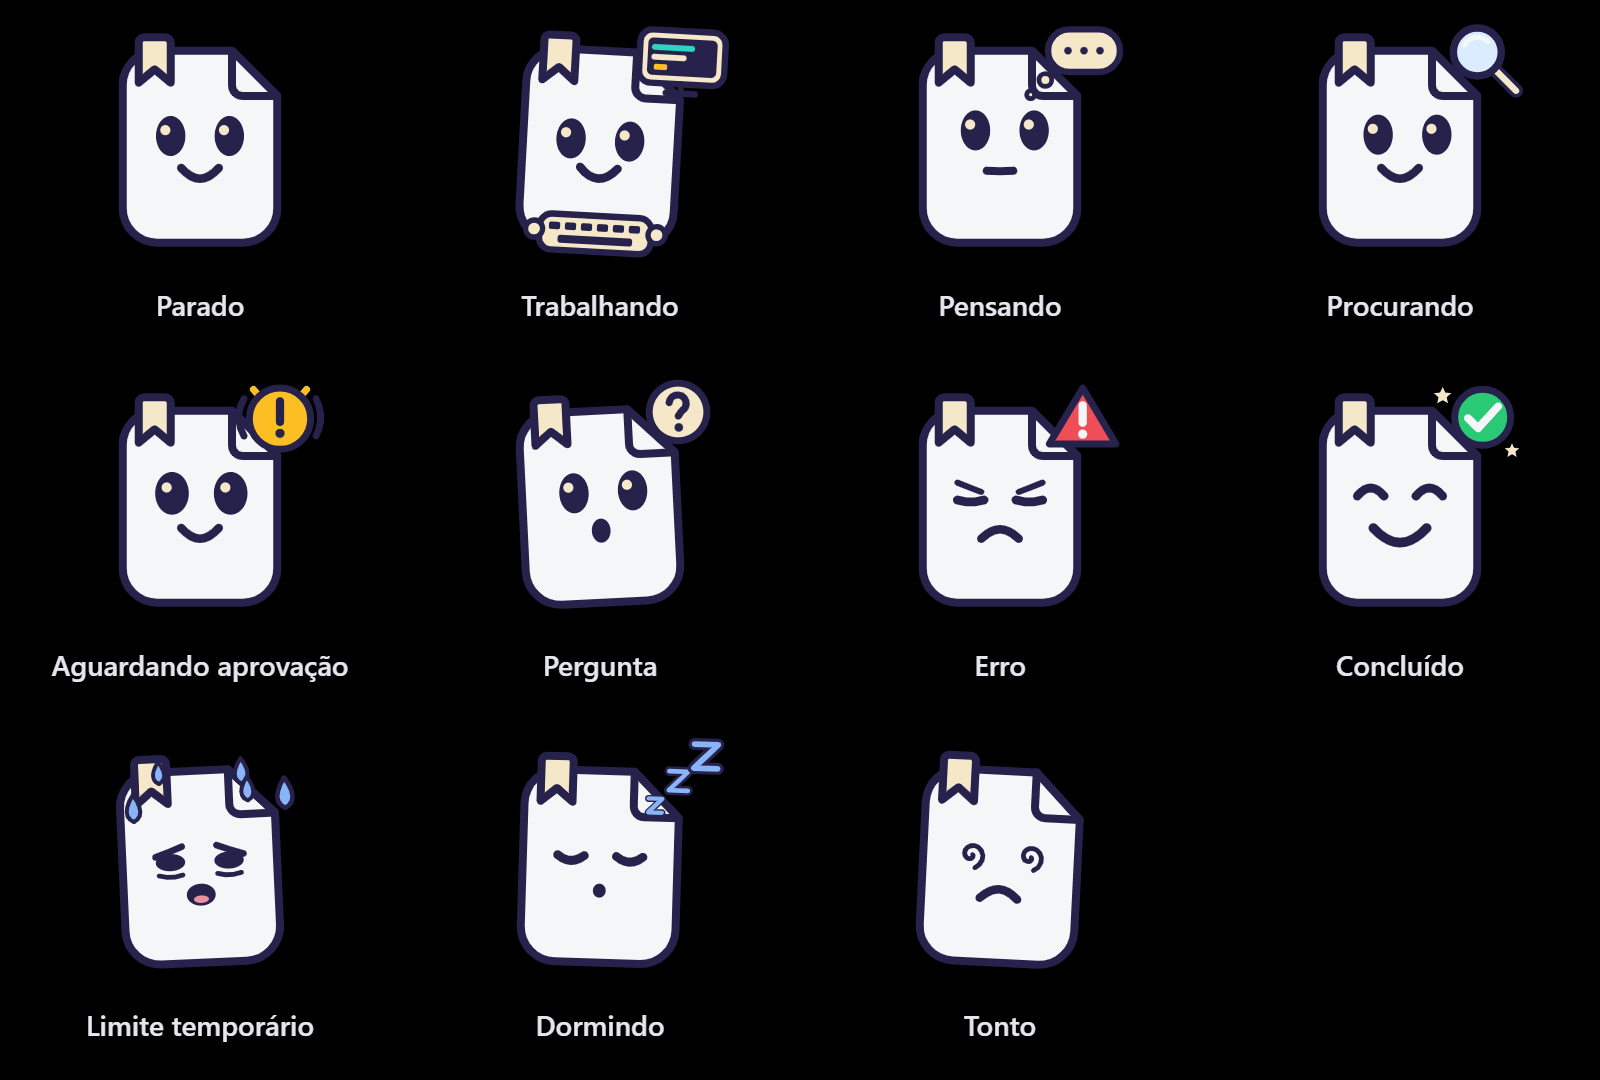 Parado
Trabalhando
Pensando
Procurando
Aguardando aprovação
Pergunta
Erro
Concluído
Z
Z
Z
Limite temporário
Dormindo
Tonto